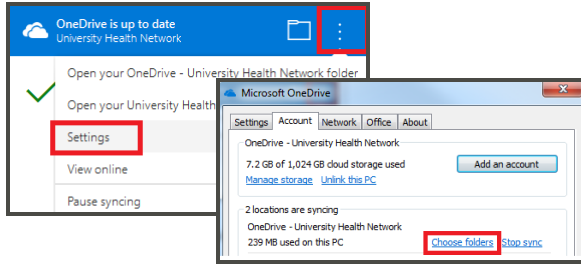 OneDrive is up to date
University Health Network
Open your OneDrive - University Health Network folder
Open your University Health
Settings
View online
Pause syncing
Microsoft OneDrive
Settings Account Network Office About
OneDrive - University Health Network
7.2 GB of 1,024 GB cloud storage used
Add an account
Manage storage Unlink this PC
2 locations are syncing
OneDrive - University Health Network
239 MB used on this PC
Choose folders Stop sync